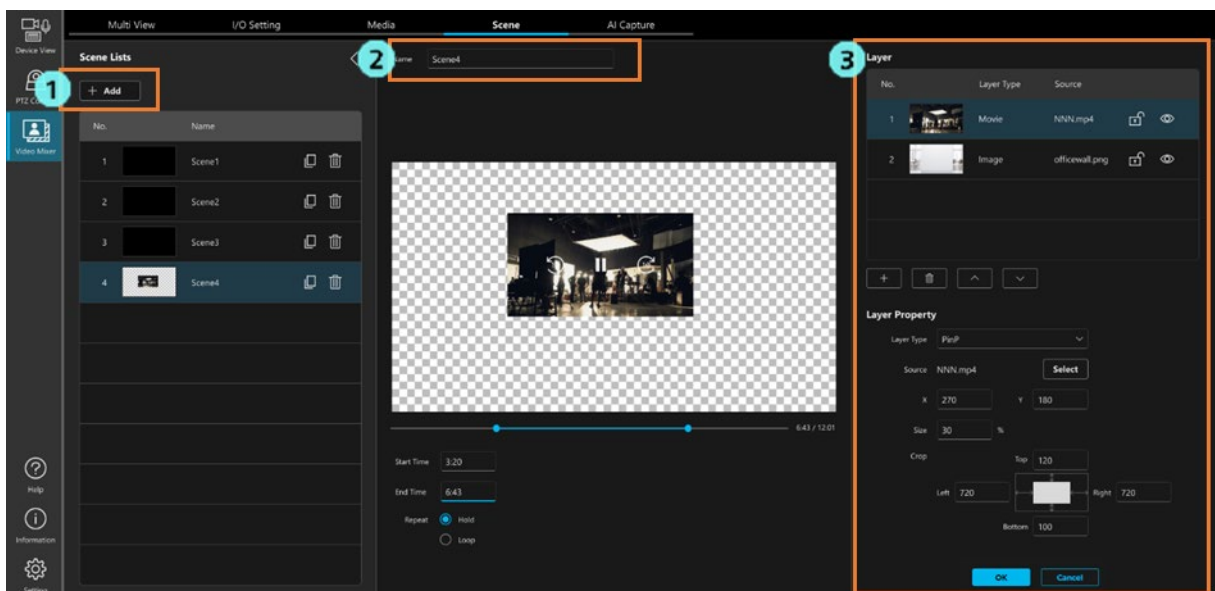 Multi View
I/O Setting
Media
Scene
AI Capture
Device View
Video Mixer
Help
Information
Scene Lists
1
+ Add
No. Name
1 Scene1
2 Scene2
3 Scene3
4 Scene4
2
Name Scene4
6:43 / 12:01
Start Time 3:20
End Time 6:43
Repeat Hold
Loop
3
Layer
No. Layer Type Source
1 Movie NNN.mp4
2 Image officewall.png
Layer Property
Layer Type PinP
Source NNN.mp4 Select
X 270 Y 180
Size 30 %
Crop Top 120
Left 720 Right 720
Bottom 100
OK Cancel